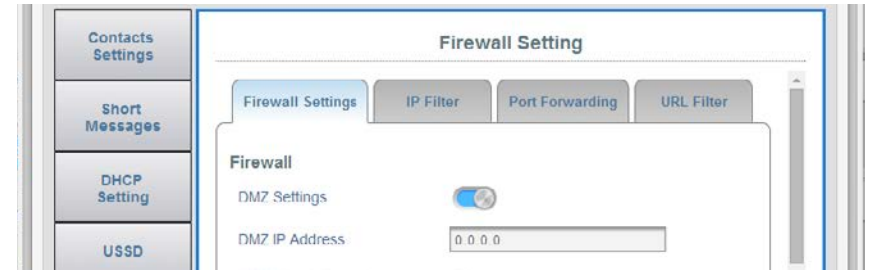 Contacts
Settings
Firewall Setting
Short
Messages
Firewall Settings
IP Filter
Port Forwarding
URL Filter
DHCP
Setting
Firewall
DMZ Settings
USSD
DMZ IP Address
0.0.0.0